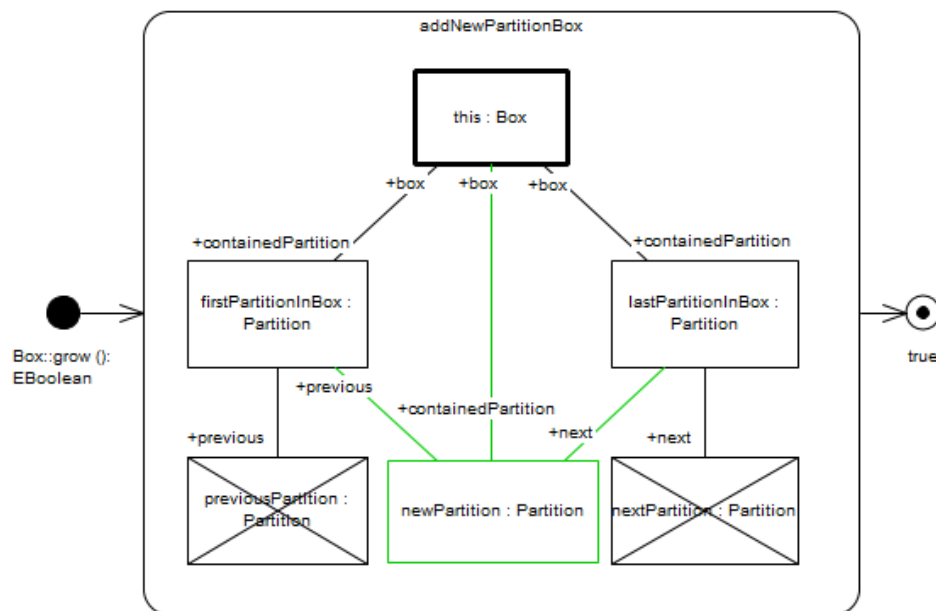 addNewPartitionBox
this : Box
+box
+box
+box
+containedPartition
+containedPartition
firstPartitionInBox :
Partition
lastPartitionInBox :
Partition
Box::grow ():
EBoolean
true
+previous
+containedPartition
+previous
+next
+next
previousPartition :
Partition
newPartition : Partition
nextPartition : Partition